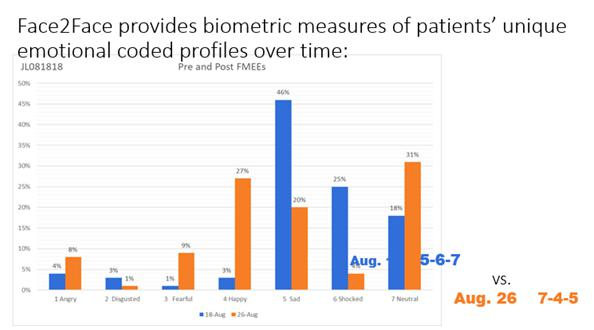 Face2Face provides biometric measures of patients’ unique
emotional coded profiles over time:
JL081818
Pre and Post FMEEs
50%
45%
40%
35%
30%
25%
20%
15%
10%
5%
0%
4% 8%
3% 1%
1% 9%
3% 27%
46% 20%
25% 4%
18% 31%
1 Angry 2 Disgusted 3 Fearful 4 Happy 5 Sad 6 Shocked 7 Neutral
18-Aug 26-Aug
Aug. 5-6-7
vs.
Aug. 26 7-4-5